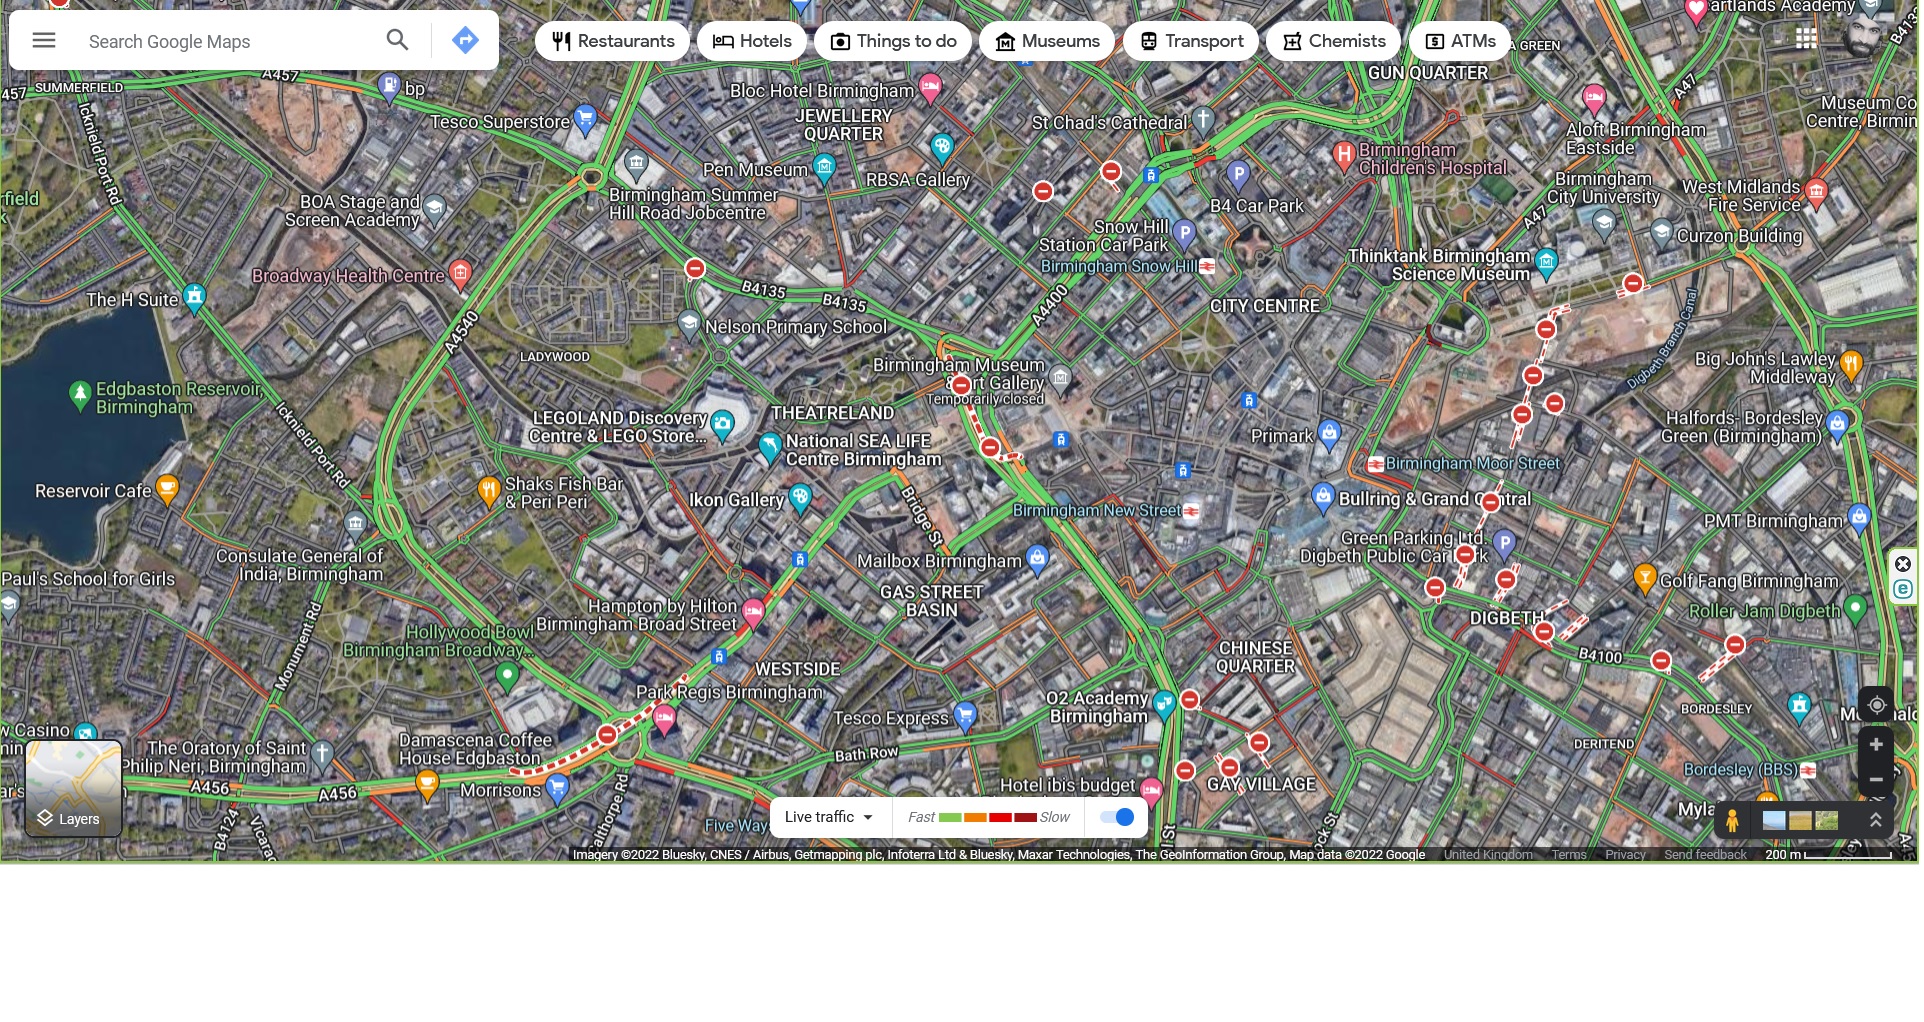 Search Google Maps
Restaurants
Hotels
Things to do
Museums
Transport
Chemists
ATMs
artlands Academy
B413
A GREEN
GUN QUARTER
A457
457
SUMMERFIELD
bp
Icknield Port Rd
Tesco Superstore
Bloc Hotel Birmingham
JEWELLERY
QUARTER
St Chad's Cathedral
A47
Museum Co
Centre, Birmin
Aloft Birmingham
Eastside
Birmingham
Children's Hospital
Pen Museum
RBSA Gallery
Birmingham
City University
West Midlands
Fire Service
rfield
k
BOA Stage and
Screen Academy
Birmingham Summer
Hill Road Jobcentre
B4 Car Park
A47
Snow Hill
Station Car Park
Curzon Building
Birmingham Snow Hill
Thinktank Birmingham
Science Museum
Broadway Health Centre
The H Suite
B4135
B4135
A4400
CITY CENTRE
A4540
Nelson Primary School
LADYWOOD
Digbeth Branch Canal
Birmingham Museum
& Art Gallery
Temporarily closed
Big John's Lawley
Middleway
Edgbaston Reservoir,
Birmingham
Icknield Port Rd
LEGOLAND Discovery
Centre & LEGO Store...
THEATRELAND
National SEA LIFE
Centre Birmingham
Primark
Halfords- Bordesley
Green (Birmingham)
Birmingham Moor Street
Reservoir Cafe
Shaks Fish Bar
& Peri Peri
Ikon Gallery
Bridge St
Birmingham New Street
Bullring & Grand Central
PMT Birmingham
Green Parking Ltd.
Digbeth Public Car Park
Consulate General of
India, Birmingham
Mailbox Birmingham
Paul's School for Girls
Golf Fang Birmingham
GAS STREET
BASIN
Hampton by Hilton
Birmingham Broad Street
Roller Jam Digbeth
DIGBETH
Monument Rd
Hollywood Bowl
Birmingham Broadway...
CHINESE
QUARTER
B4100
WESTSIDE
Park Regis Birmingham
O2 Academy
Birmingham
BORDESLEY
Tesco Express
w Casino
The Oratory of Saint
Philip Neri, Birmingham
Damascena Coffee
House Edgbaston
Bath Row
DERITEND
Bordesley (BBS)
Hotel ibis budget
GAY VILLAGE
A456
A456
Morrisons
althorpe Rd
Layers
B4124
Vicara
Five Way
Live traffic
Fast
Slow
l St
ock St
Myla
Imagery ©2022 Bluesky, CNES / Airbus, Getmapping plc, Infoterra Ltd & Bluesky, Maxar Technologies, The GeoInformation Group, Map data ©2022 Google
United Kingdom
Terms
Privacy
Send feedback
200 m